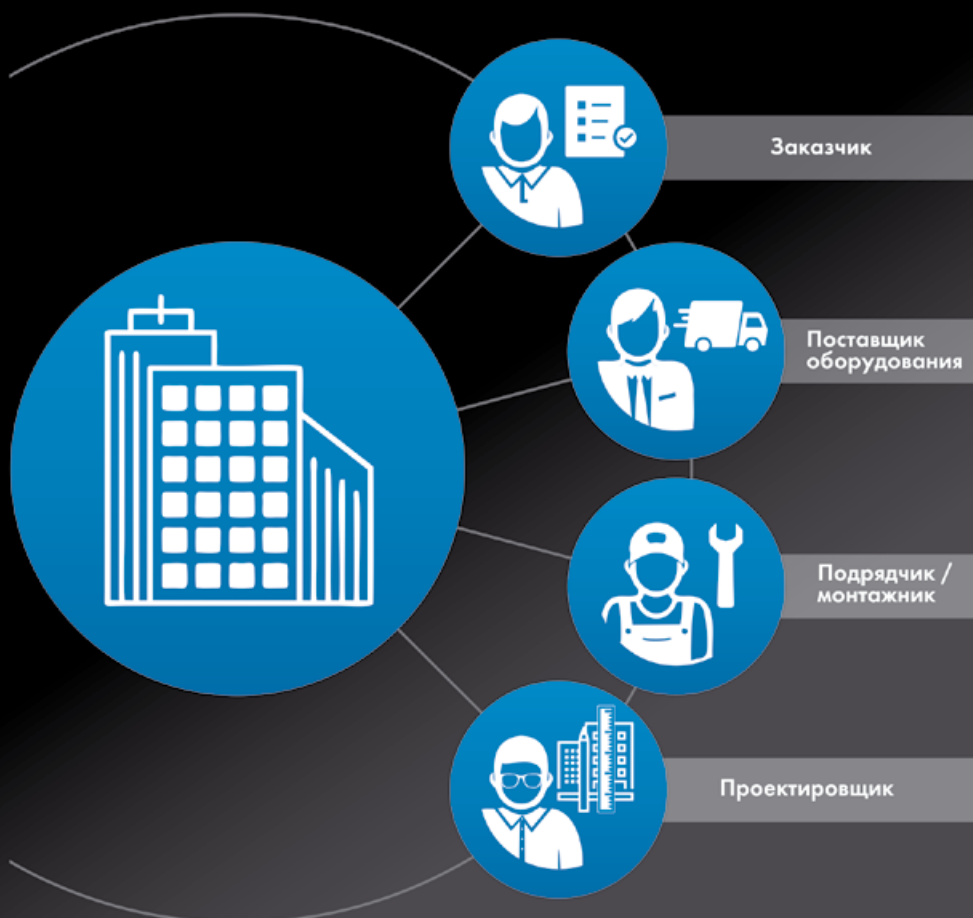 Заказчик
Поставщик
оборудования
Подрядчик /
монтажник
Проектировщик